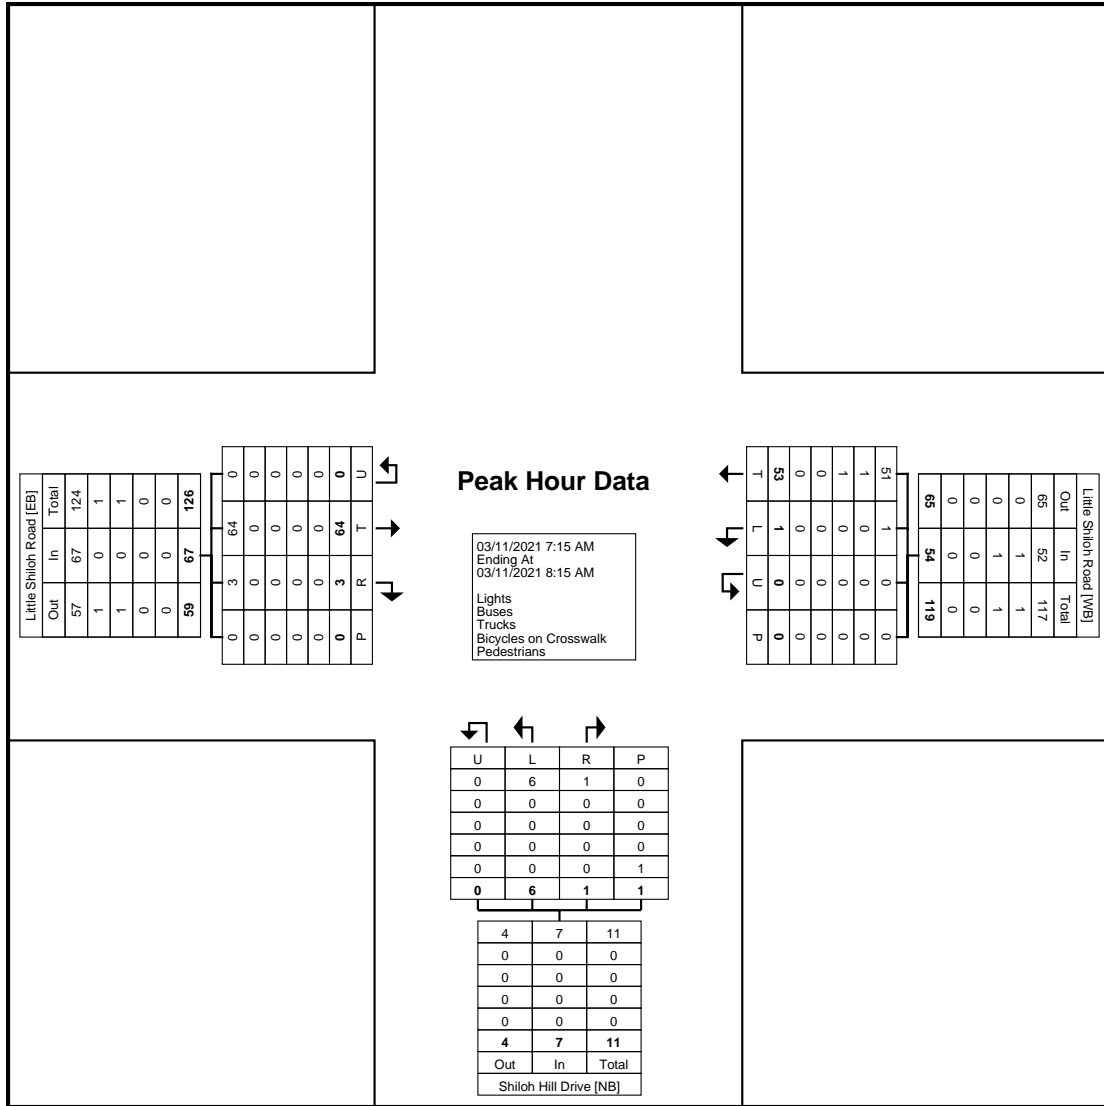 Peak Hour Data
03/11/2021 7:15 AM
Ending At
03/11/2021 8:15 AM
Lights
Buses
Trucks
Bicycles on Crosswalk
Pedestrians
U T R P
0 64 3 0
0 0 0 0
0 0 0 0
0 0 0 0
0 0 0 0
0 64 3 0
126 67 59
0 0 0
0 0 0
1 0 1
1 0 1
124 67 57
Total In Out
Little Shiloh Road [EB]
Little Shiloh Road [WB]
Out In Total
65 52 117
0 1 1
0 1 1
0 0 0
0 0 0
65 54 119
51 1 0 0
1 0 0 0
1 0 0 0
0 0 0 0
0 0 0 0
53 1 0 0
T L U P
U L R P
0 6 1 0
0 0 0 0
0 0 0 0
0 0 0 0
0 0 0 1
0 6 1 1
4 7 11
0 0 0
0 0 0
0 0 0
0 0 0
4 7 11
Out In Total
Shiloh Hill Drive [NB]